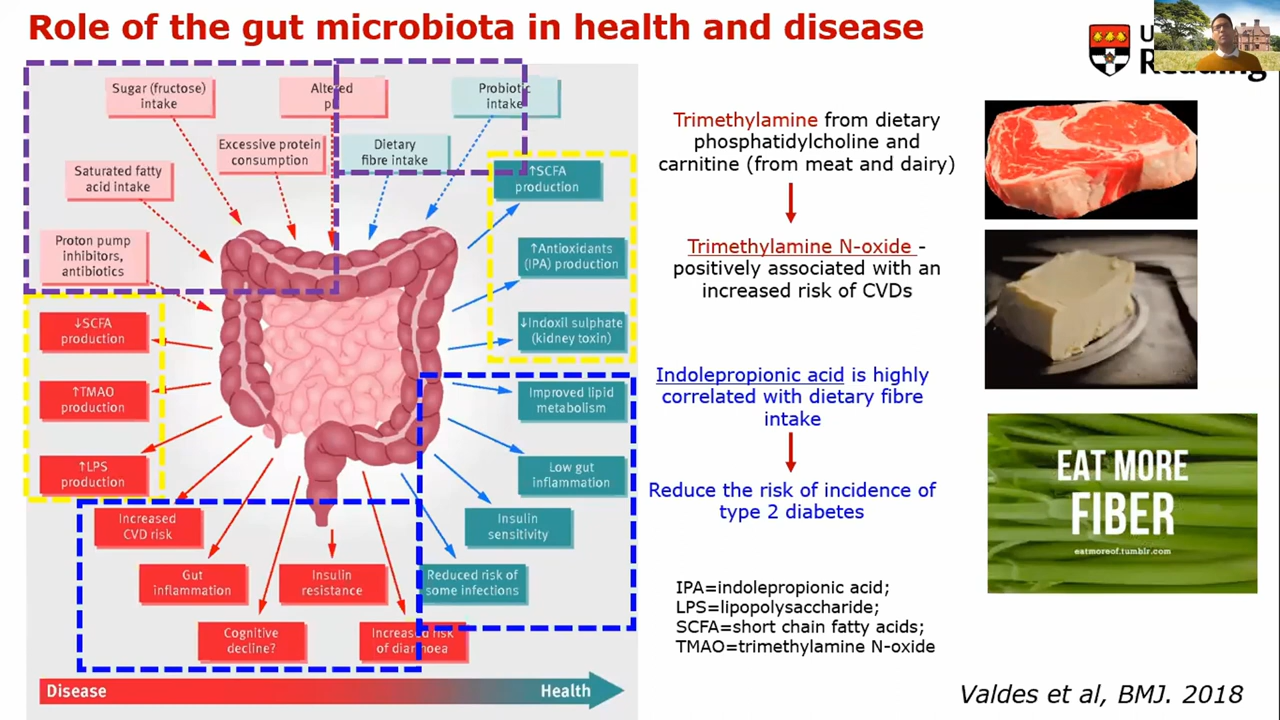 Role of the gut microbiota in health and disease
U
Reading
Sugar (fructose)
intake
Altered
Probiotic
intake
Excessive protein
consumption
Dietary
fibre intake
Saturated fatty
acid intake
Proton pump
inhibitors,
antibiotics
↑SCFA
production
↑Antioxidants
(IPA) production
↓Indoxil sulphate
(kidney toxin)
↓SCFA
production
↑TMAO
production
↑LPS
production
Improved lipid
metabolism
Low gut
inflammation
Insulin
sensitivity
Reduced risk of
some infections
Increased
CVD risk
Gut
inflammation
Insulin
resistance
Cognitive
decline?
Increased risk
of diarrhoea
Disease
Health
Trimethylamine from dietary
phosphatidylcholine and
carnitine (from meat and dairy)
Trimethylamine N-oxide -
positively associated with an
increased risk of CVDs
Indolepropionic acid is highly
correlated with dietary fibre
intake
Reduce the risk of incidence of
type 2 diabetes
EAT MORE
FIBER
eatmoreof.tumblr.com
IPA=indolepropionic acid;
LPS=lipopolysaccharide;
SCFA=short chain fatty acids;
TMAO=trimethylamine N-oxide
Valdes et al, BMJ. 2018